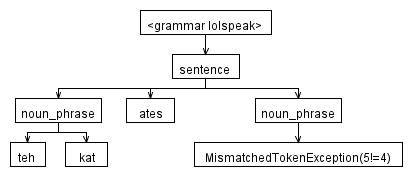 <grammar lolspeak>
sentence
noun_phrase ates noun_phrase
teh kat MismatchedTokenException(5!=4)